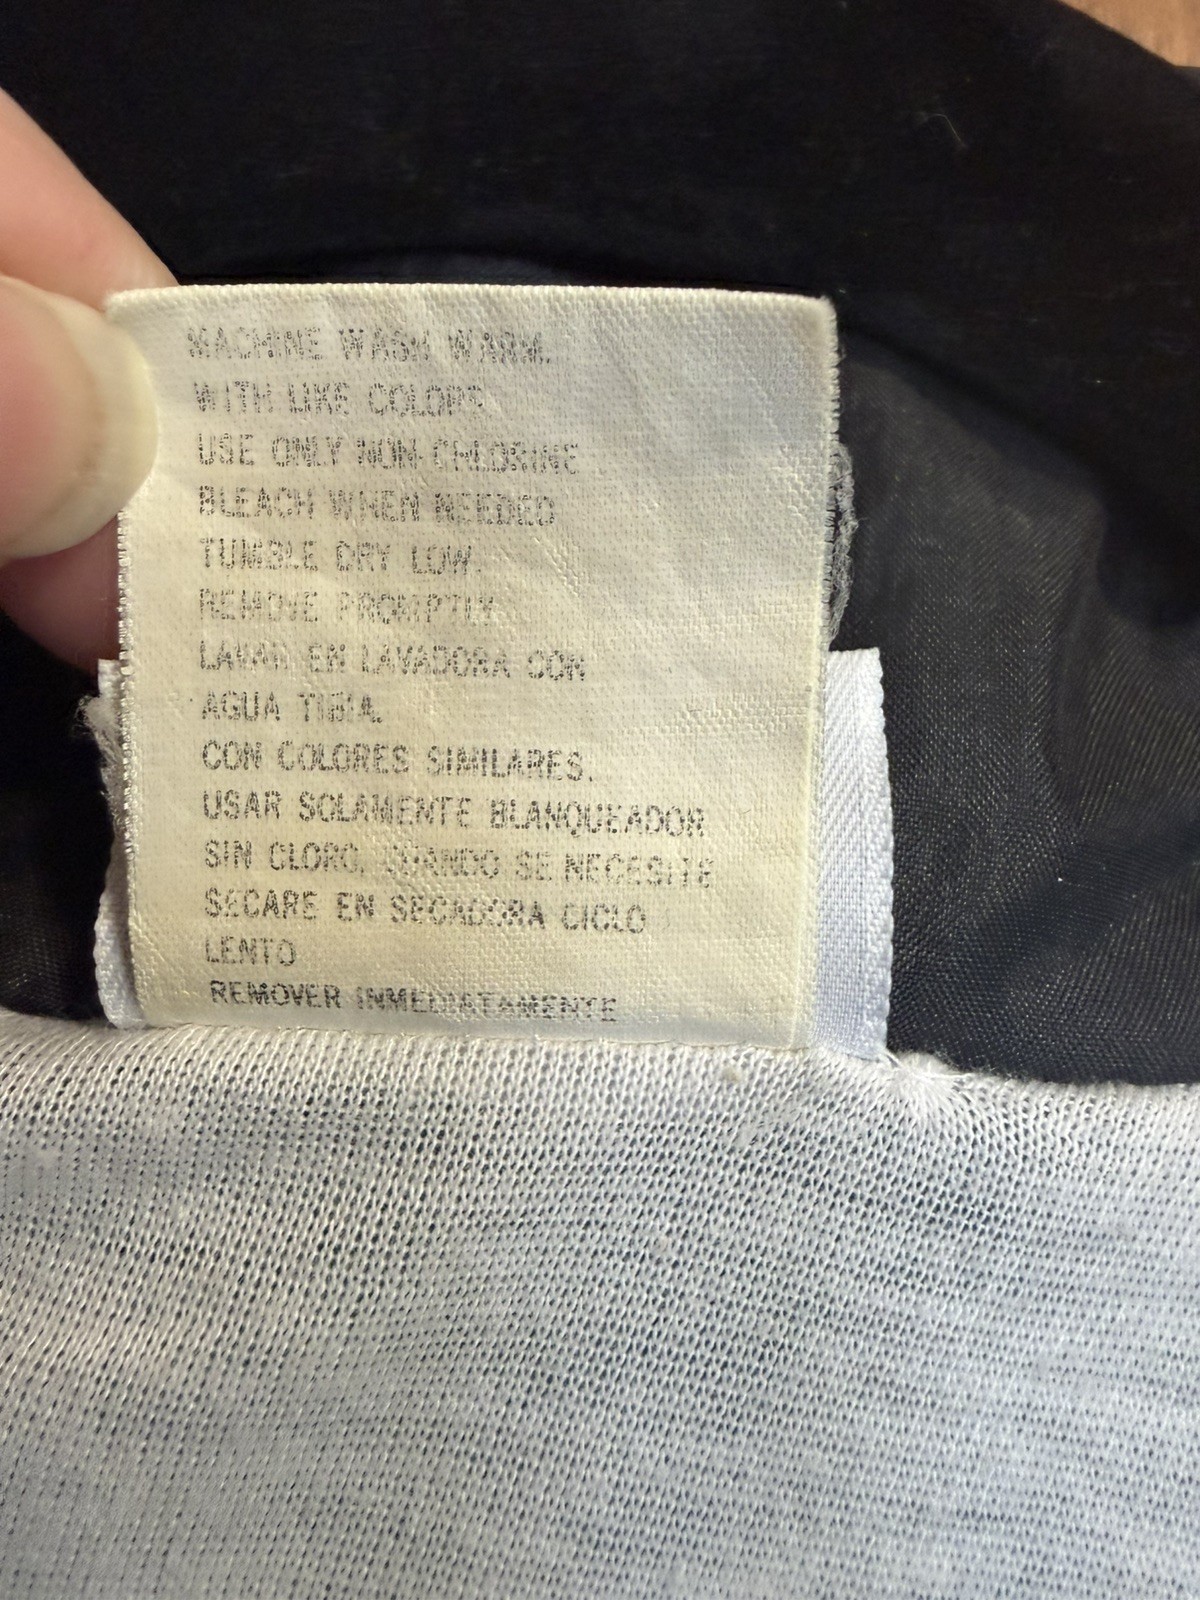 MACHINE WASH WARM.
WITH LIKE COLORS
USE ONLY NON-CHLORINE
BLEACH WHEN NEEDED
TUMBLE DRY LOW.
REMOVE PROMPTLY.
LAVAR EN LAVADORA CON
AGUA TIBIA.
CON COLORES SIMILARES.
USAR SOLAMENTE BLANQUEADOR
SIN CLORO, CUANDO SE NECESITE
SECARE EN SECADORA CICLO
LENTO
REMOVER INMEDIATAMENTE